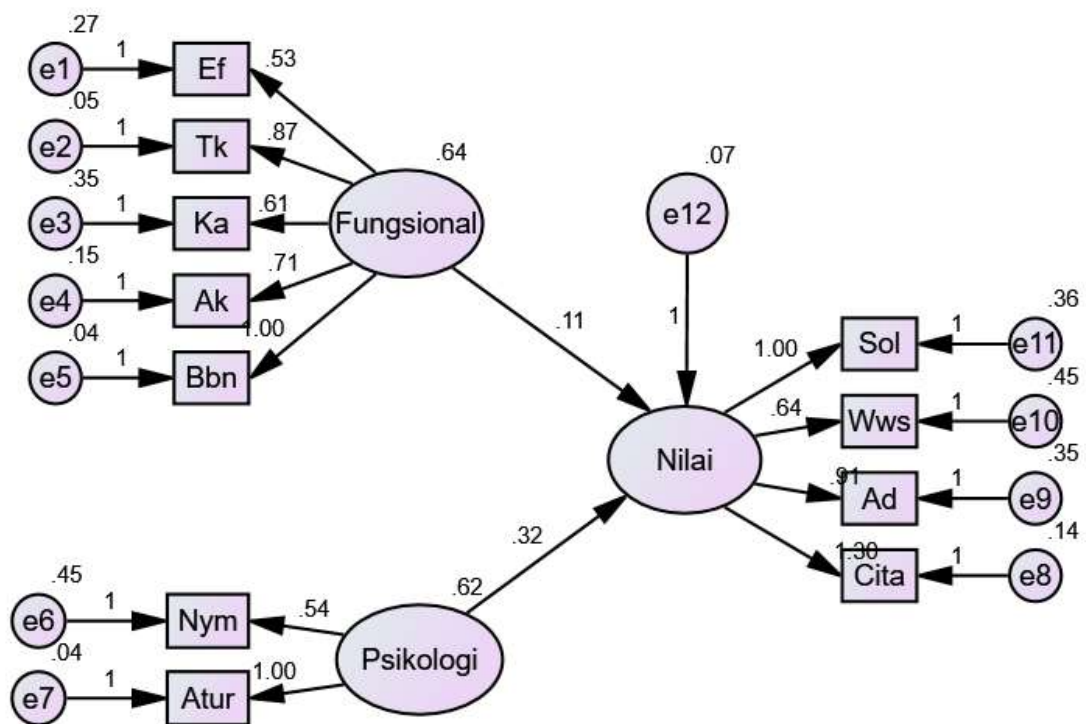 .27
e1 1 Ef .53
.05
e2 1 Tk .87
.35
e3 1 Ka .61
.15
e4 1 Ak .71
.04
e5 1 Bbn 1.00
.64
Fungsional
.07
e12
1
.11
.36
1.00 Sol 1 e11
.45
.64 Wws 1 e10
.35
.91 Ad 1 e9
.14
1.30 Cita 1 e8
Nilai
.32
.62
.45
e6 1 Nym .54
.04
e7 1 Atur 1.00
Psikologi